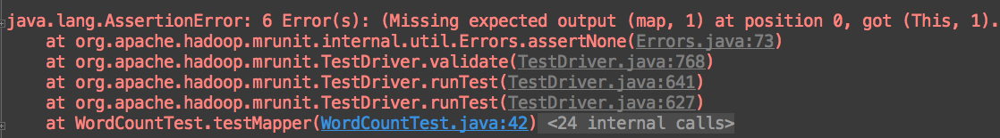 java.lang.AssertionError: 6 Error(s): (Missing expected output (map, 1) at position 0, got (This, 1).
at org.apache.hadoop.mrunit.internal.util.Errors.assertNone(Errors.java:73)
at org.apache.hadoop.mrunit.TestDriver.validate(TestDriver.java:768)
at org.apache.hadoop.mrunit.TestDriver.runTest(TestDriver.java:641)
at org.apache.hadoop.mrunit.TestDriver.runTest(TestDriver.java:627)
at WordCountTest.testMapper(WordCountTest.java:42) <24 internal calls>